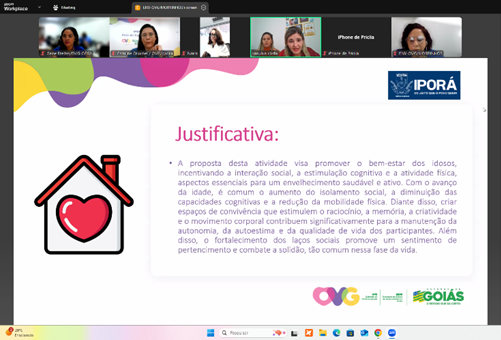 Workplace
IPORÁ
Justificativa:
• A proposta desta atividade visa promover o bem-estar dos idosos,
incentivando a interação social, a estimulação cognitiva e a atividade física,
aspectos essenciais para um envelhecimento saudável e ativo. Com o avanço
da idade, é comum o aumento do isolamento social, a diminuição das
capacidades cognitivas e a redução da mobilidade física. Diante disso, criar
espaços de convivência que estimulem o raciocínio, a memória, a criatividade
e o movimento corporal contribuem significativamente para a manutenção da
autonomia, da autoestima e da qualidade de vida dos participantes. Além
disso, o fortalecimento dos laços sociais promove um sentimento de
pertencimento e combate a solidão, tão comum nessa fase da vida.
OVG
GOIÁS
Pesquisar